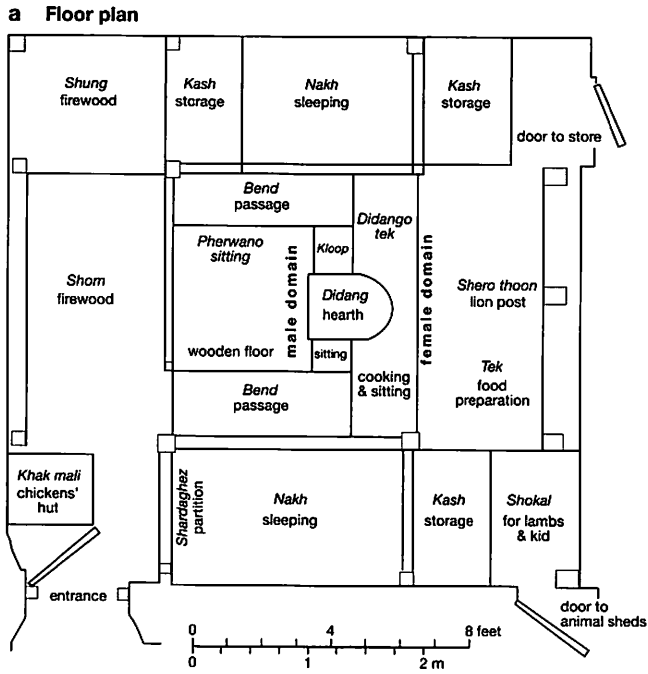 a Floor plan
Shung
firewood
Kash
storage
Nakh
sleeping
Kash
storage
door to store
Bend
passage
Didango
tek
Pherwano
sitting
Kloop
male domain
female domain
Shom
firewood
Didang
hearth
Shero thoon
lion post
wooden floor
sitting
Tek
food
preparation
cooking
& sitting
Bend
passage
Khak mali
chickens'
hut
Shardaghez
partition
Nakh
sleeping
Kash
storage
Shokal
for lambs
& kid
entrance
door to
animal sheds
0 4 8 feet
0 1 2 m